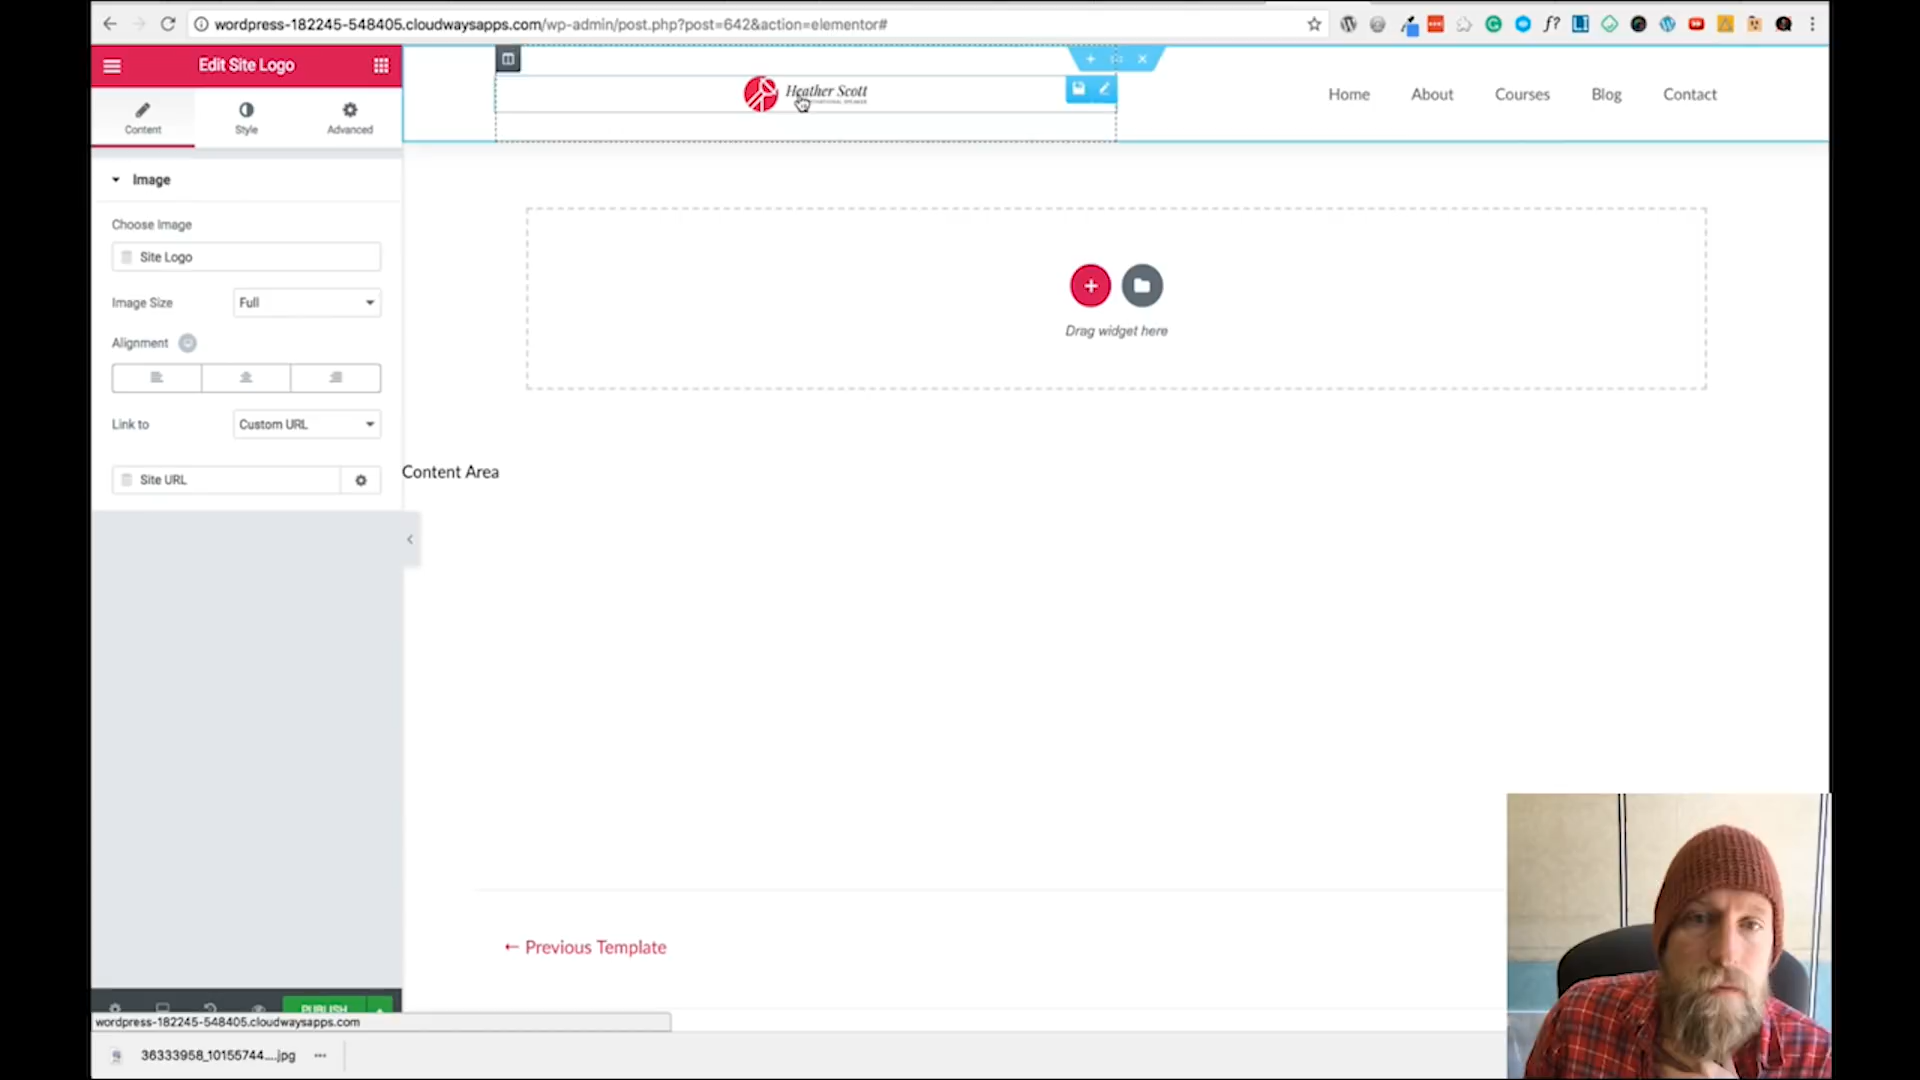 wordpress-182245-548405.cloudwaysapps.com/wp-admin/post.php?post=642&action=elementor#
Edit Site Logo
Content
Style
Advanced
Heather Scott
Home
About
Courses
Blog
Contact
Image
Choose Image
Site Logo
Image Size
Full
Alignment
Link to
Custom URL
Site URL
Drag widget here
Content Area
← Previous Template
PUBLISH
wordpress-182245-548405.cloudwaysapps.com
36333958_10155744....jpg